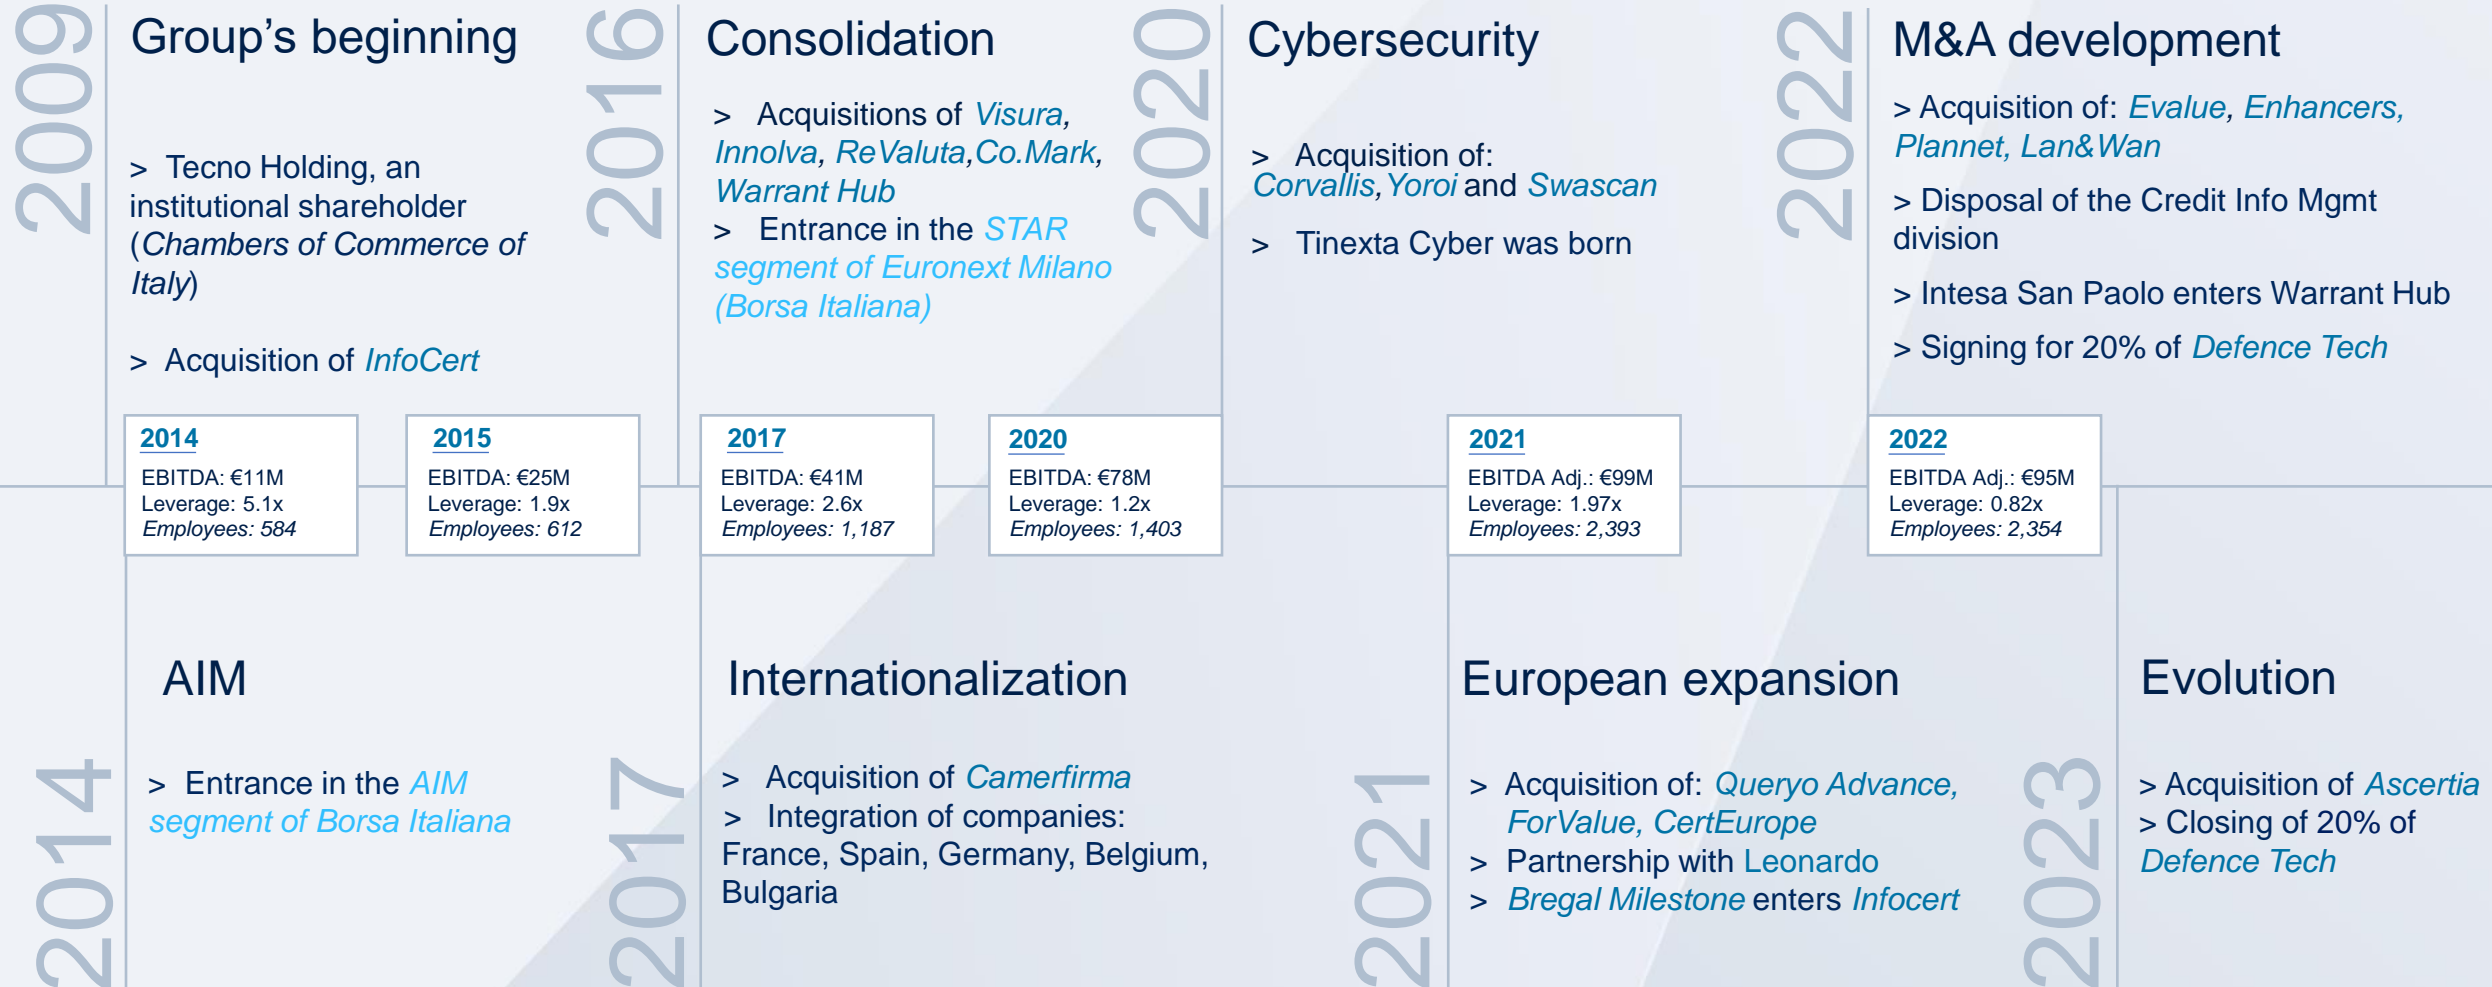 2009
Group's beginning
> Tecno Holding, an
institutional shareholder
(Chambers of Commerce of
Italy)
> Acquisition of InfoCert
2016
Consolidation
> Acquisitions of Visura,
Innolva, ReValuta,Co.Mark,
Warrant Hub
> Entrance in the STAR
segment of Euronext Milano
(Borsa Italiana)
2020
Cybersecurity
> Acquisition of:
Corvallis, Yoroi and Swascan
> Tinexta Cyber was born
2022
M&A development
> Acquisition of: Evalue, Enhancers,
Plannet, Lan&Wan
> Disposal of the Credit Info Mgmt
division
> Intesa San Paolo enters Warrant Hub
> Signing for 20% of Defence Tech
2014
EBITDA: €11M
Leverage: 5.1x
Employees: 584
2015
EBITDA: €25M
Leverage: 1.9x
Employees: 612
2017
EBITDA: €41M
Leverage: 2.6x
Employees: 1,187
2020
EBITDA: €78M
Leverage: 1.2x
Employees: 1,403
2021
EBITDA Adj.: €99M
Leverage: 1.97x
Employees: 2,393
2022
EBITDA Adj.: €95M
Leverage: 0.82x
Employees: 2,354
2014
AIM
> Entrance in the AIM
segment of Borsa Italiana
2017
Internationalization
> Acquisition of Camerfirma
> Integration of companies:
France, Spain, Germany, Belgium,
Bulgaria
2021
European expansion
> Acquisition of: Queryo Advance,
ForValue, CertEurope
> Partnership with Leonardo
> Bregal Milestone enters Infocert
2023
Evolution
> Acquisition of Ascertia
> Closing of 20% of
Defence Tech